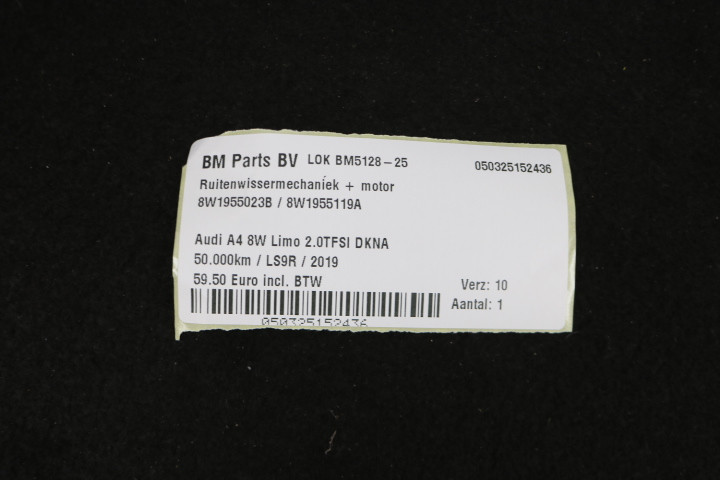 BM Parts BV LOK BM5128-25 050325152436
Ruitenwissermechaniek + motor
8W1955023B / 8W1955119A
Audi A4 8W Limo 2.0TFSI DKNA
50.000km / LS9R / 2019
59.50 Euro incl. BTW Verz: 10
Aantal: 1
050325152436